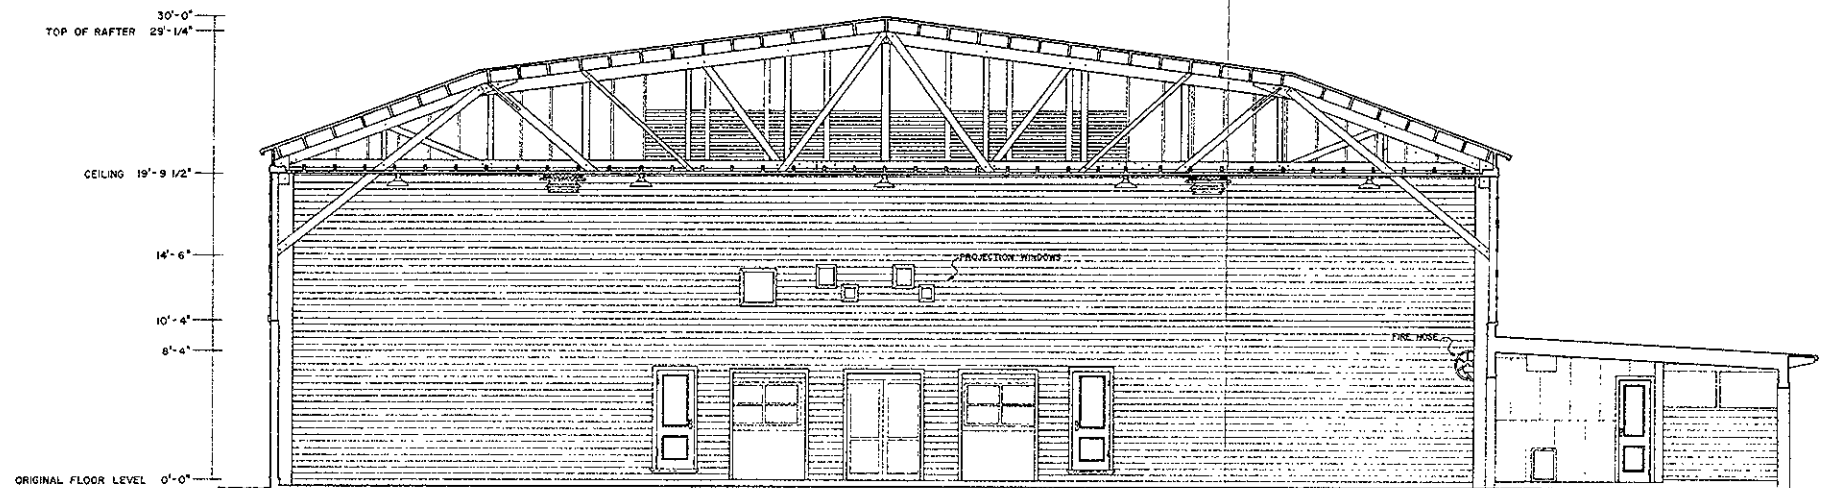 30'-0"
TOP OF RAFTER 29'-1/4"
CEILING 19'-9 1/2"
14'-6"
PROJECTION WINDOWS
10'-4"
FIRE HOSE
8'-4"
ORIGINAL FLOOR LEVEL 0'-0"